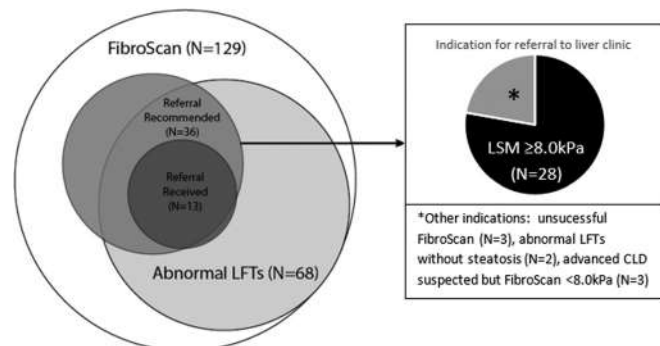 FibroScan (N=129)
Referral
Recommended
(N=36)
Referral
Received
(N=13)
Abnormal LFTs (N=68)
Indication for referral to liver clinic
*
LSM ≥8.0kPa
(N=28)
*Other indications: unsucessful
FibroScan (N=3), abnormal LFTs
without steatosis (N=2), advanced CLD
suspected but FibroScan <8.0kPa (N=3)